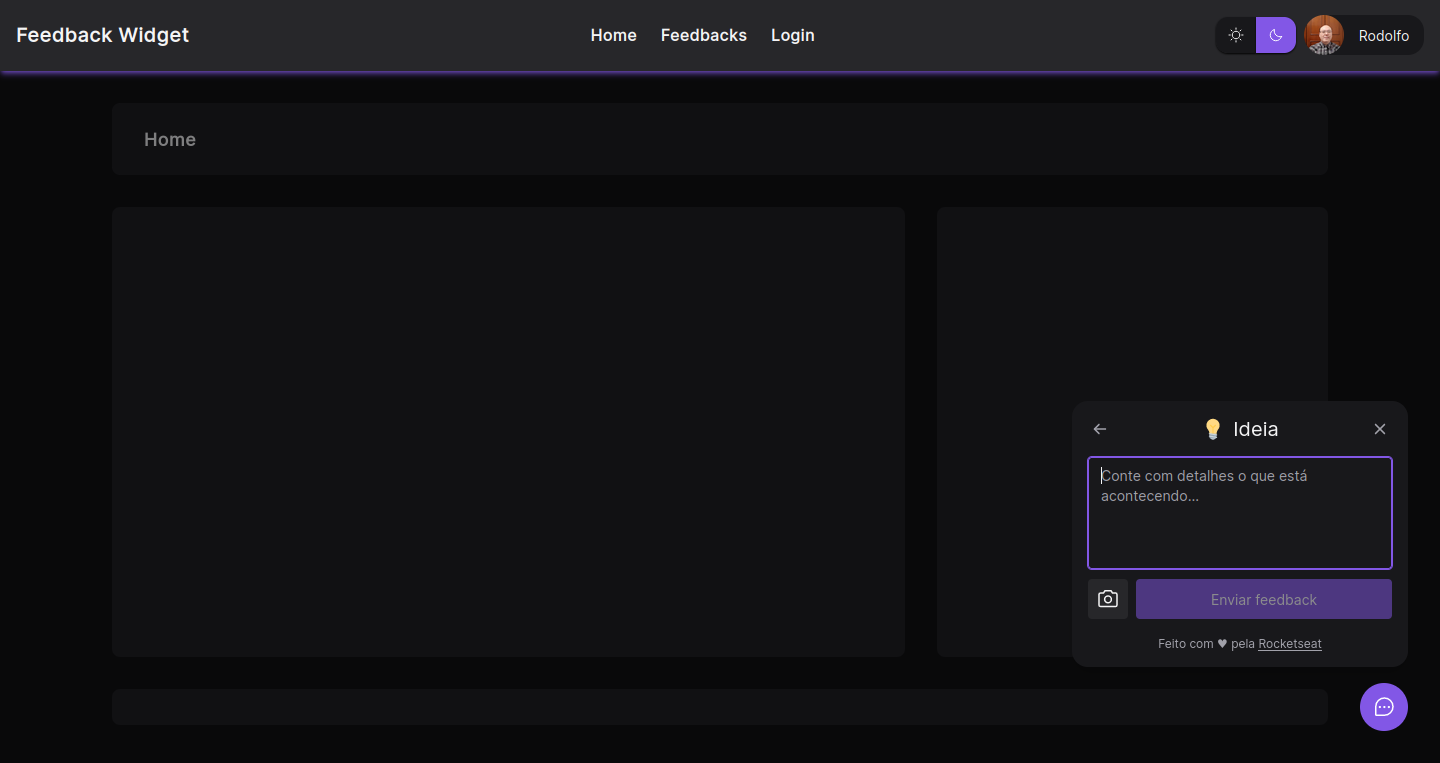 Feedback Widget
Home
Feedbacks
Login
Rodolfo
Home
Ideia
Conte com detalhes o que está
acontecendo...
Enviar feedback
Feito com ♥ pela Rocketseat